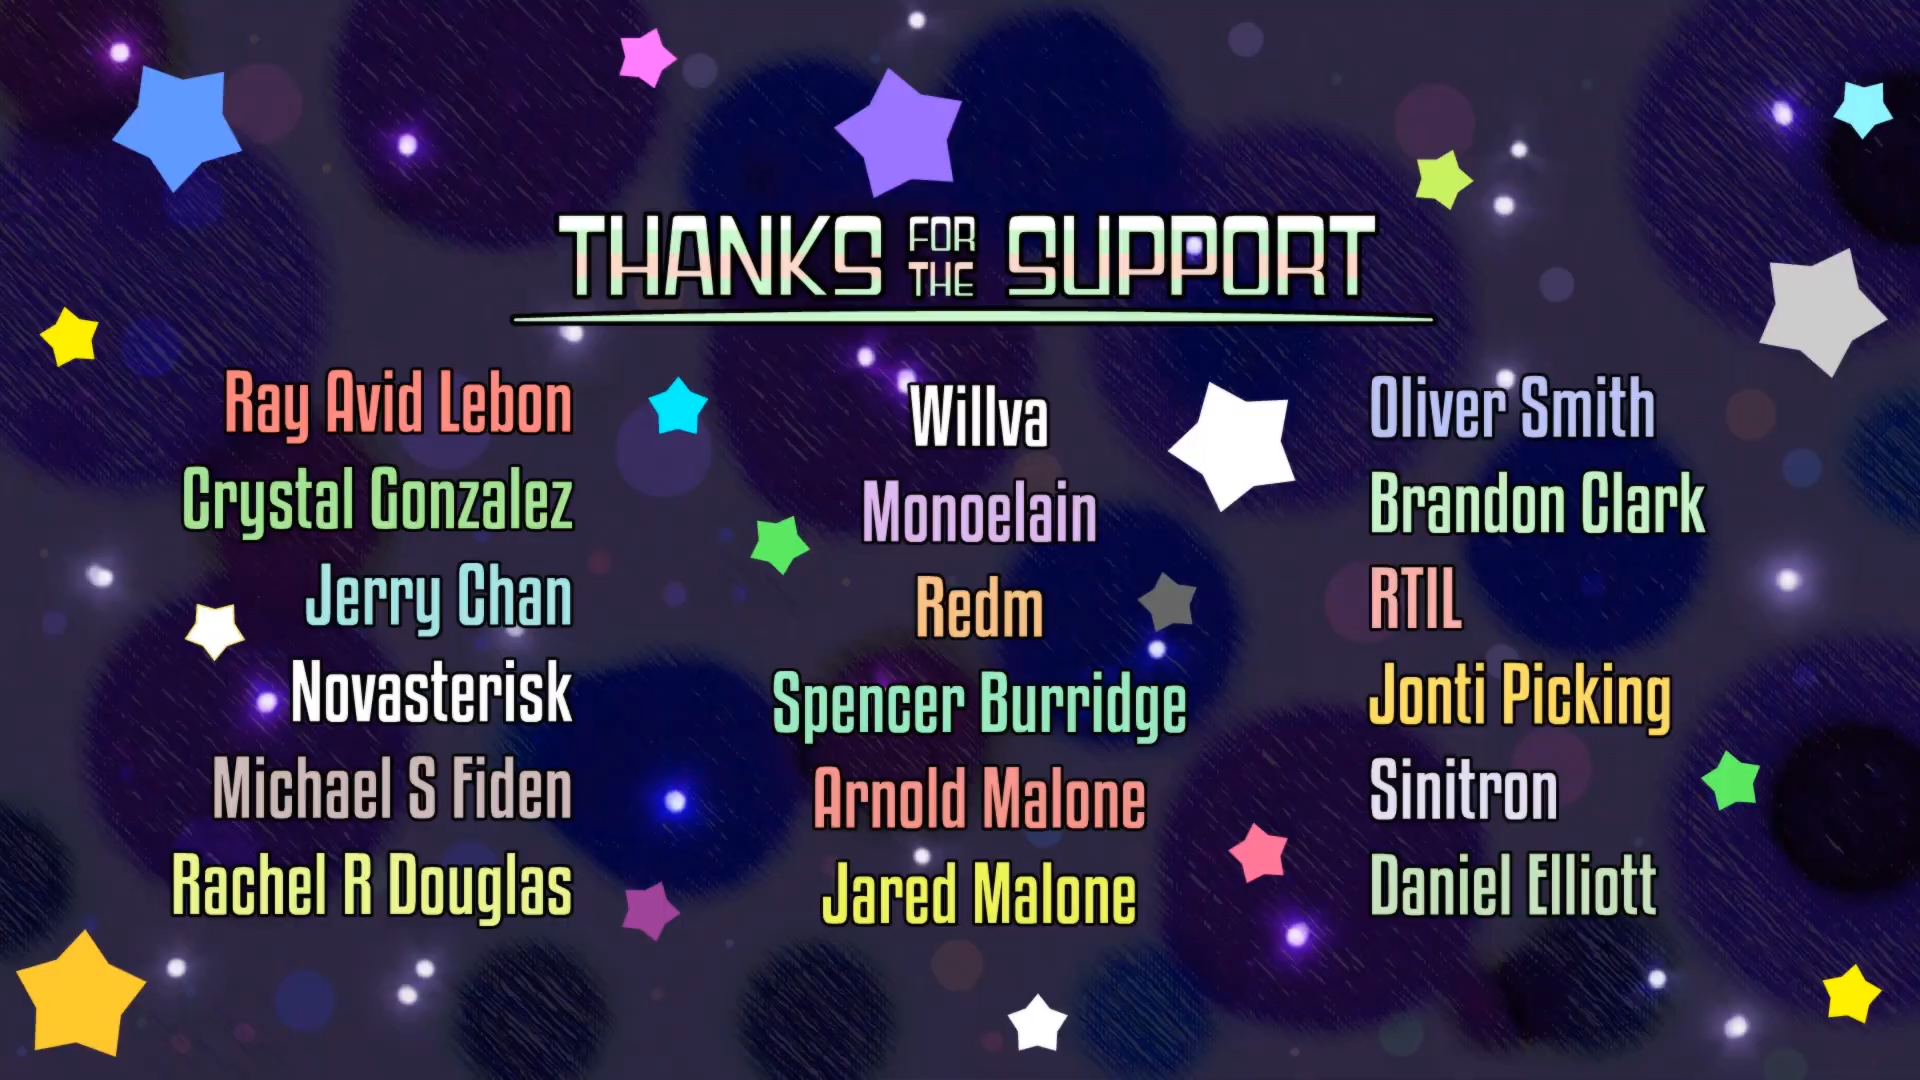 THANKS FOR THE SUPPORT
Ray Avid Lebon
Crystal Gonzalez
Jerry Chan
Novasterisk
Michael S Fiden
Rachel R Douglas
Willva
Monoelain
Redm
Spencer Burridge
Arnold Malone
Jared Malone
Oliver Smith
Brandon Clark
RTIL
Jonti Picking
Sinitron
Daniel Elliott